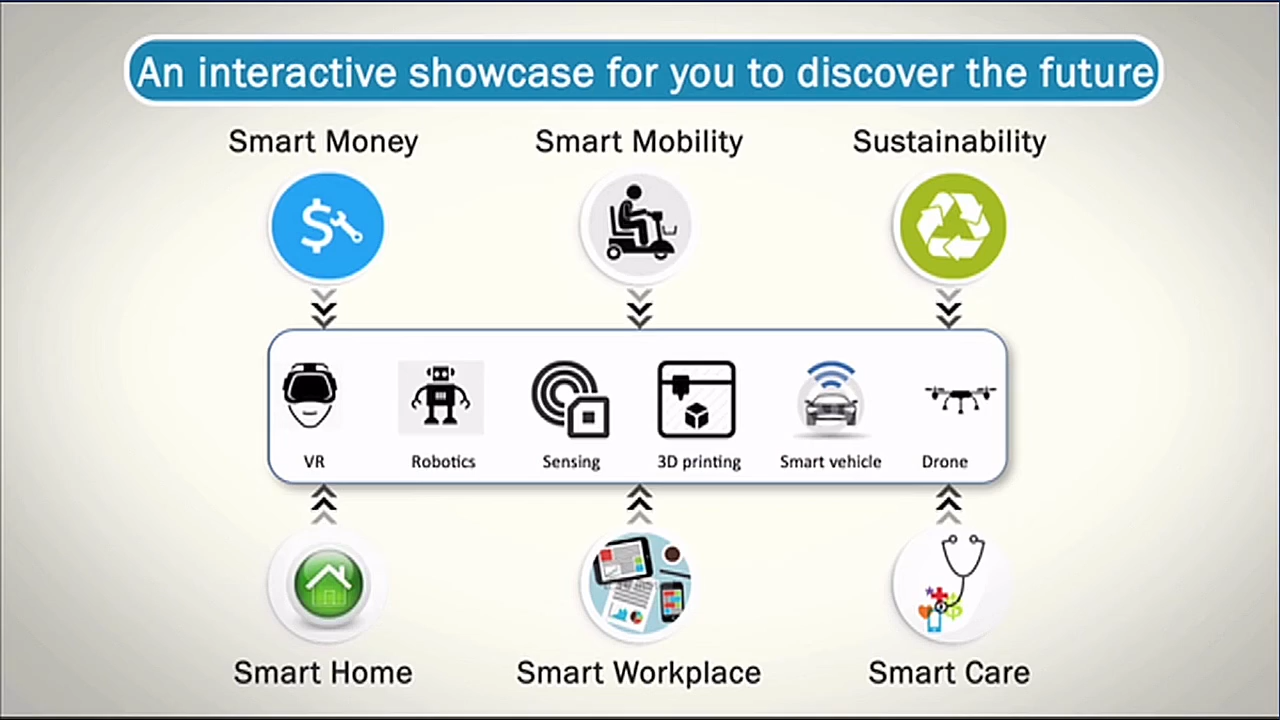 An interactive showcase for you to discover the future
Smart Money
Smart Mobility
Sustainability
VR
Robotics
Sensing
3D printing
Smart vehicle
Drone
Smart Home
Smart Workplace
Smart Care